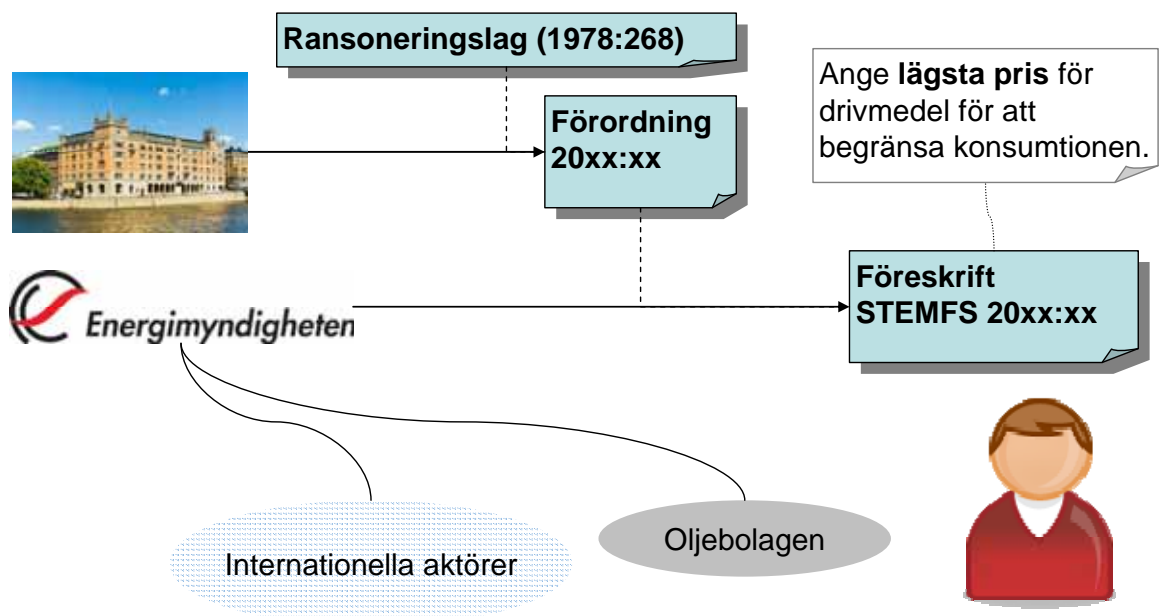 Ransoneringslag (1978:268)
Ange lägsta pris för
drivmedel för att
begränsa konsumtionen.
Förordning
20xx:xx
Föreskrift
STEMFS 20xx:xx
Energimyndigheten
Oljebolagen
Internationella aktörer